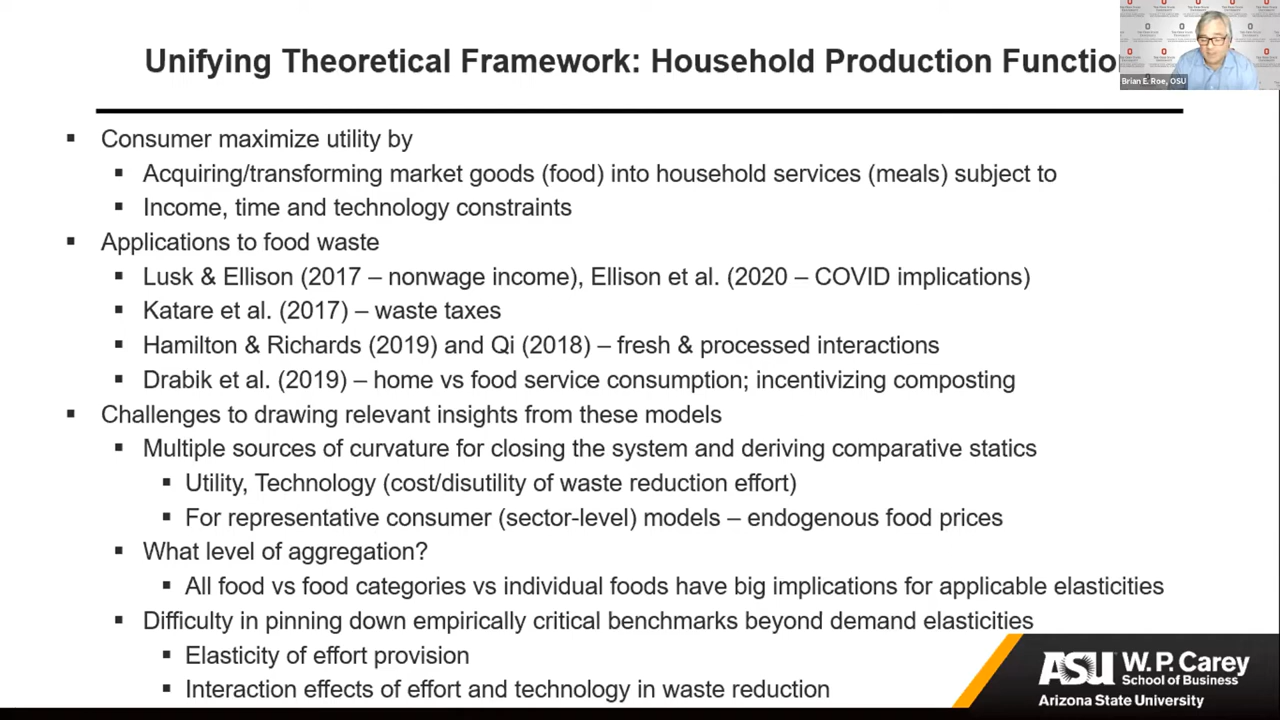 Unifying Theoretical Framework: Household Production Functio
Brian E. Roe, OSU
▪ Consumer maximize utility by
▪ Acquiring/transforming market goods (food) into household services (meals) subject to
▪ Income, time and technology constraints
▪ Applications to food waste
▪ Lusk & Ellison (2017 – nonwage income), Ellison et al. (2020 – COVID implications)
▪ Katare et al. (2017) – waste taxes
▪ Hamilton & Richards (2019) and Qi (2018) – fresh & processed interactions
▪ Drabik et al. (2019) – home vs food service consumption; incentivizing composting
▪ Challenges to drawing relevant insights from these models
▪ Multiple sources of curvature for closing the system and deriving comparative statics
▪ Utility, Technology (cost/disutility of waste reduction effort)
▪ For representative consumer (sector-level) models – endogenous food prices
▪ What level of aggregation?
▪ All food vs food categories vs individual foods have big implications for applicable elasticities
▪ Difficulty in pinning down empirically critical benchmarks beyond demand elasticities
▪ Elasticity of effort provision
▪ Interaction effects of effort and technology in waste reduction
ASU W. P. Carey
School of Business
Arizona State University